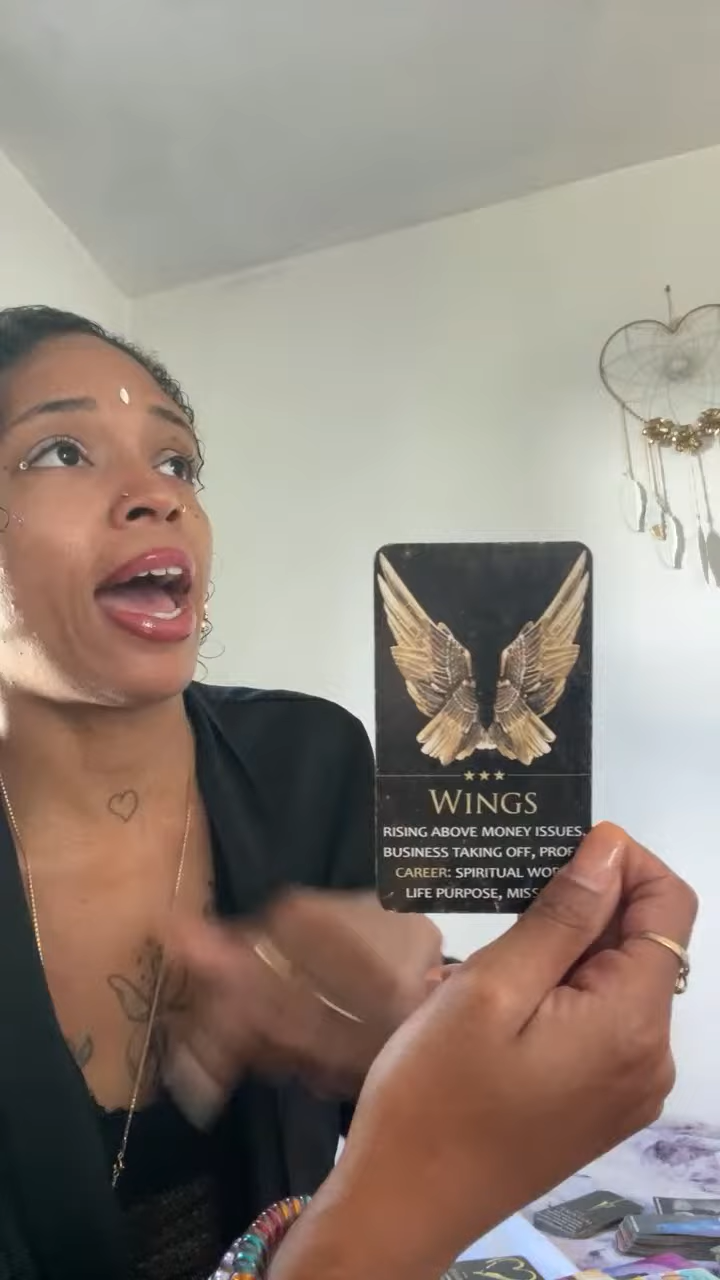 WINGS
RISING ABOVE MONEY ISSUES.
BUSINESS TAKING OFF,
CAREER: SPIRITUAL
LIFE PURPOSE,